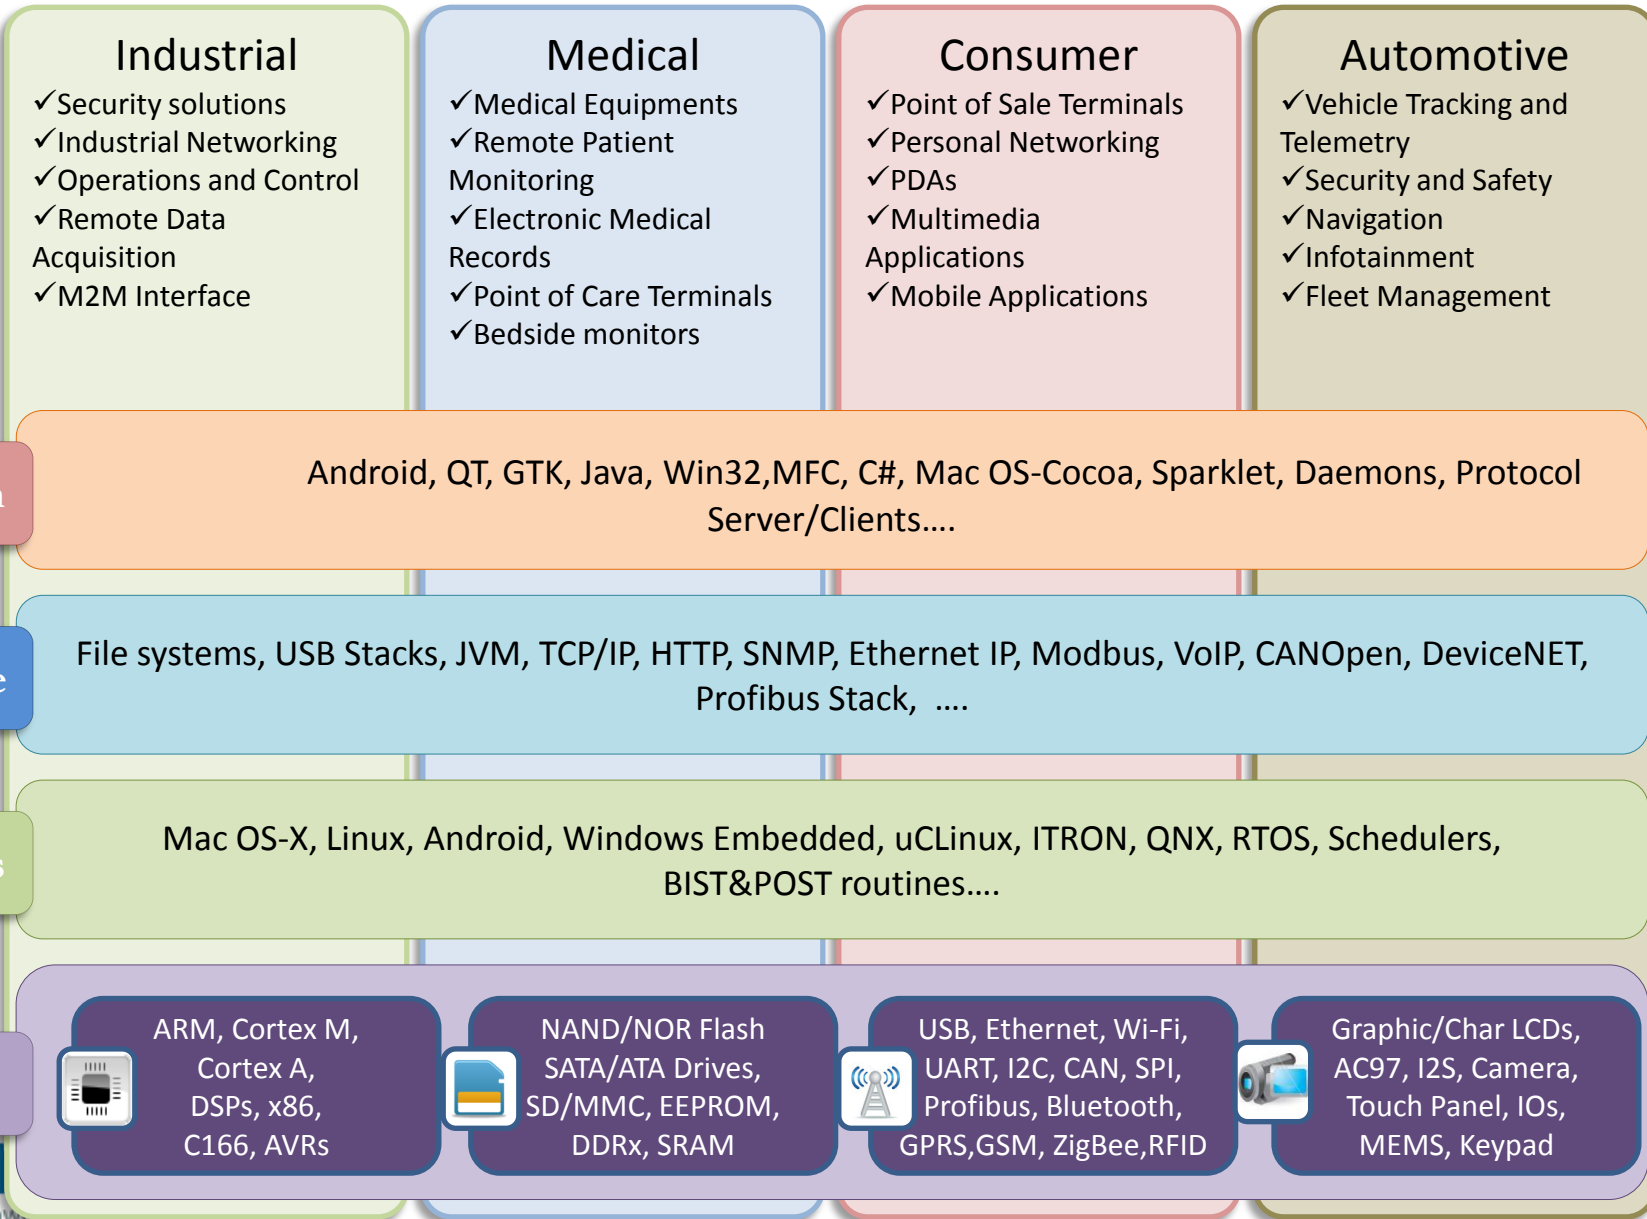 Industrial
✓Security solutions
✓Industrial Networking
✓Operations and Control
✓Remote Data
Acquisition
✓M2M Interface
Medical
✓Medical Equipments
✓Remote Patient
Monitoring
✓Electronic Medical
Records
✓Point of Care Terminals
✓Bedside monitors
Consumer
✓Point of Sale Terminals
✓Personal Networking
✓PDAs
✓Multimedia
Applications
✓Mobile Applications
Automotive
✓Vehicle Tracking and
Telemetry
✓Security and Safety
✓Navigation
✓Infotainment
✓Fleet Management
Android, QT, GTK, Java, Win32,MFC, C#, Mac OS-Cocoa, Sparklet, Daemons, Protocol
Server/Clients....
File systems, USB Stacks, JVM, TCP/IP, HTTP, SNMP, Ethernet IP, Modbus, VoIP, CANOpen, DeviceNET,
Profibus Stack, ....
Mac OS-X, Linux, Android, Windows Embedded, uCLinux, ITRON, QNX, RTOS, Schedulers,
BIST&POST routines....
ARM, Cortex M,
Cortex A,
DSPs, x86,
C166, AVRs
NAND/NOR Flash
SATA/ATA Drives,
SD/MMC, EEPROM,
DDRx, SRAM
USB, Ethernet, Wi-Fi,
UART, I2C, CAN, SPI,
Profibus, Bluetooth,
GPRS,GSM, ZigBee,RFID
Graphic/Char LCDs,
AC97, I2S, Camera,
Touch Panel, IOs,
MEMS, Keypad